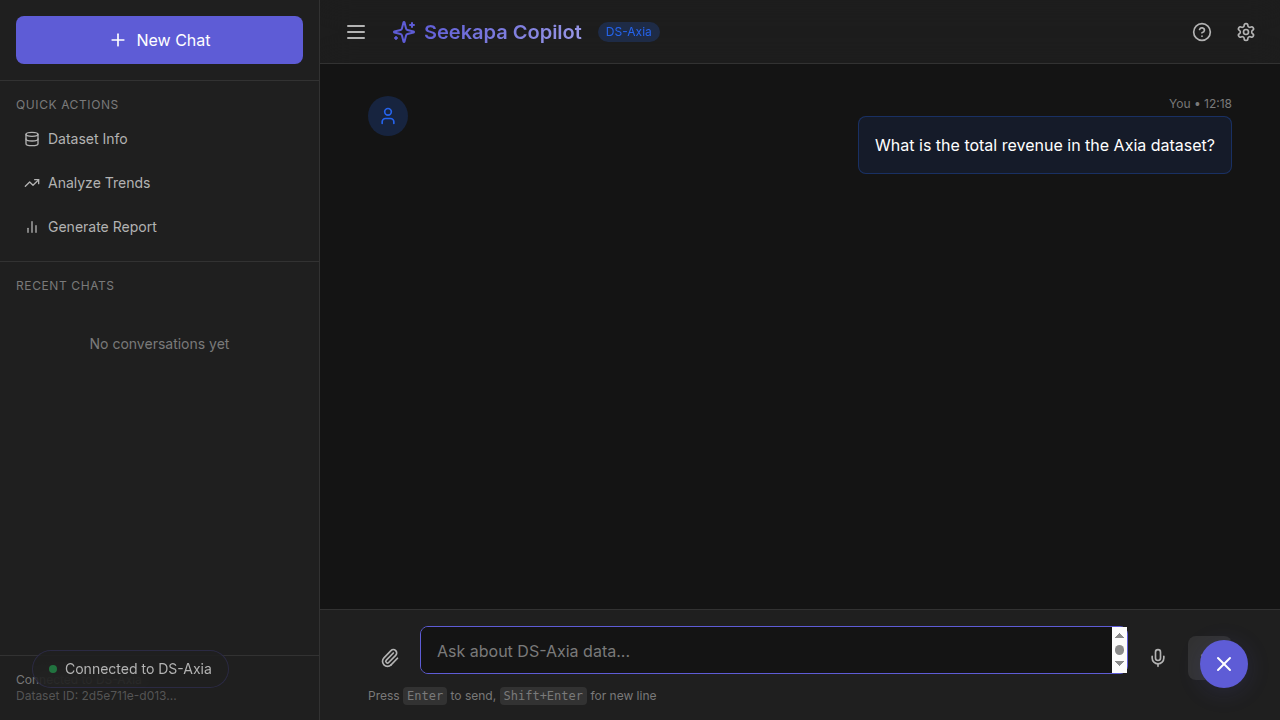 New Chat
QUICK ACTIONS
Dataset Info
Analyze Trends
Generate Report
RECENT CHATS
No conversations yet
Connected to DS-Axia
Dataset ID: 2d5e711e-d013...
Seekapa Copilot
DS-Axia
You • 12:18
What is the total revenue in the Axia dataset?
Ask about DS-Axia data...
Press Enter to send, Shift+Enter for new line